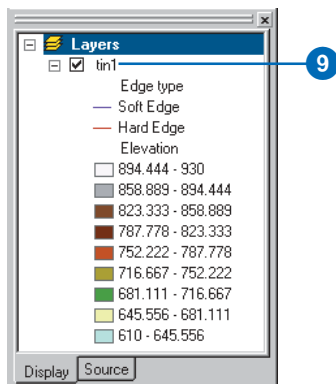 Layers
tin1
9
Edge type
Soft Edge
Hard Edge
Elevation
894.444 - 930
858.889 - 894.444
823.333 - 858.889
787.778 - 823.333
752.222 - 787.778
716.667 - 752.222
681.111 - 716.667
645.556 - 681.111
610 - 645.556
Display Source